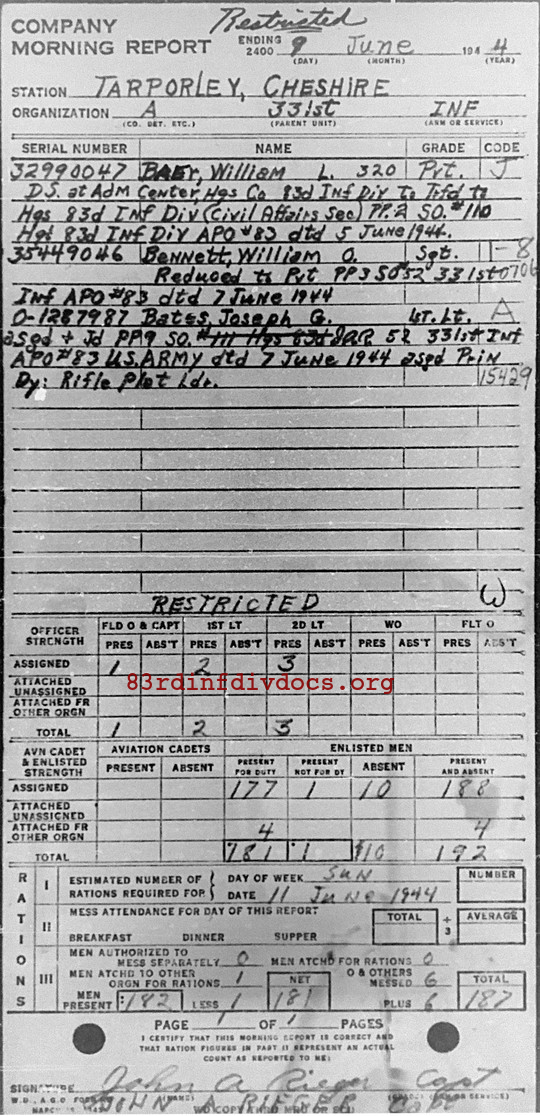 Restricted
COMPANY
MORNING REPORT ENDING 2400 9 June 1944
(DAY) (MONTH) (YEAR)
STATION TARPORLEY, CHESHIRE
ORGANIZATION A 331st INF
(CO. DET. ETC.) (PARENT UNIT) (ARM OR SERVICE)
SERIAL NUMBER NAME GRADE CODE
32990047 BAEr, William L. 320 Pvt. J
DS. at Adm Center, Hqs Co 83d Inf Div To Trfd to
Hqs 83d Inf Div (Civil Affairs Sec) PP.2 SO.#110
Hqs 83d Inf Div APO #83 dtd 5 June 1944.
35449046 Bennett, William O. Sgt. -8
Reduced to Pvt PP3 SO 52 331st 0706
Inf APO #83 dtd 7 June 1944
O-1287987 Bates, Joseph G. 1st. Lt. A
asgd + Jd PP9 SO. #111 Hqs 83d 52 331st Inf
APO #83 U.S. ARMY dtd 7 June 1944 asgd Prin
Dy: Rifle Plat Ldr. 15429
RESTRICTED W
OFFICER STRENGTH FLD O & CAPT 1ST LT 2D LT WO FLT O
PRES ABS'T PRES ABS'T PRES ABS'T PRES ABS'T PRES ABS'T
ASSIGNED 1 2 3
83rdinfdivdocs.org
ATTACHED UNASSIGNED
ATTACHED FR OTHER ORGN
TOTAL 1 2 3
AVN CADET & ENLISTED STRENGTH AVIATION CADETS ENLISTED MEN
PRESENT ABSENT PRESENT FOR DUTY PRESENT NOT FOR DY ABSENT PRESENT AND ABSENT
ASSIGNED 177 1 10 188
ATTACHED UNASSIGNED
ATTACHED FR OTHER ORGN 4 4
TOTAL 181 1 10 192
RATIONS
I ESTIMATED NUMBER OF RATIONS REQUIRED FOR DAY OF WEEK SUN NUMBER
DATE 11 June 1944
II MESS ATTENDANCE FOR DAY OF THIS REPORT TOTAL ÷ 3 AVERAGE
BREAKFAST DINNER SUPPER
III MEN AUTHORIZED TO MESS SEPARATELY 0 MEN ATCHD FOR RATIONS 0
MEN ATCHD TO OTHER ORGN FOR RATIONS 1 NET O & OTHERS MESSED 6 TOTAL
MEN PRESENT 182 LESS 1 181 PLUS 6 187
PAGE 1 OF 1 PAGES
I CERTIFY THAT THIS MORNING REPORT IS CORRECT AND
THAT RATION FIGURES IN PART II REPRESENT AN ACTUAL
COUNT AS REPORTED TO ME:
SIGNATURE John A Rieger Capt
W.D., A.G.O. FORM
JOHN A RIEGER